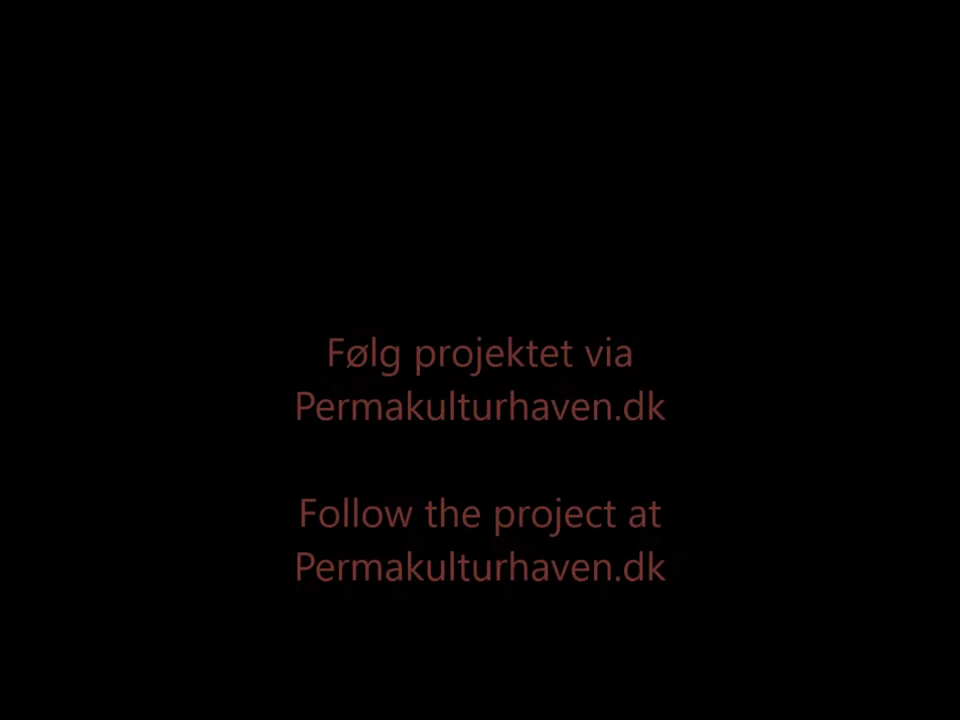 Følg projektet via
Permakulturhaven.dk
Follow the project at
Permakulturhaven.dk